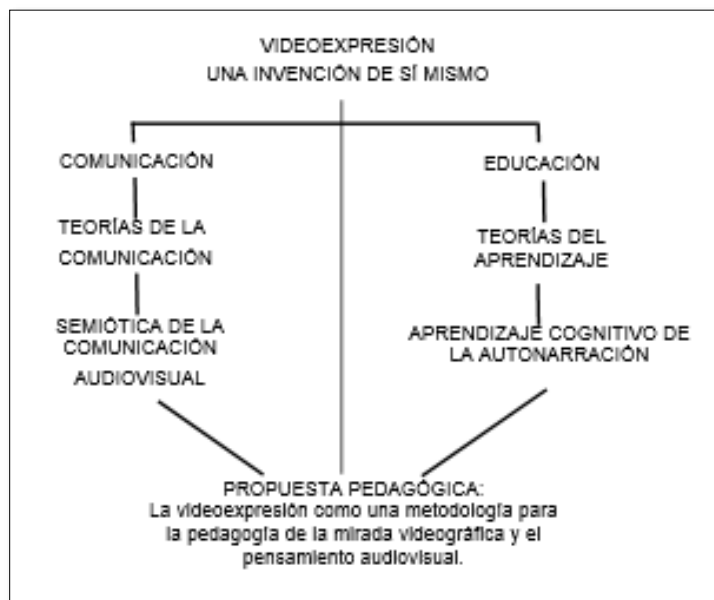 VIDEOEXPRESIÓN
UNA INVENCIÓN DE SÍ MISMO
COMUNICACIÓN
TEORÍAS DE LA
COMUNICACIÓN
SEMIÓTICA DE LA
COMUNICACIÓN
AUDIOVISUAL
EDUCACIÓN
TEORÍAS DEL
APRENDIZAJE
APRENDIZAJE COGNITIVO DE
LA AUTONARRACIÓN
PROPUESTA PEDAGÓGICA:
La videoexpresión como una metodología para
la pedagogía de la mirada videográfica y el
pensamiento audiovisual.